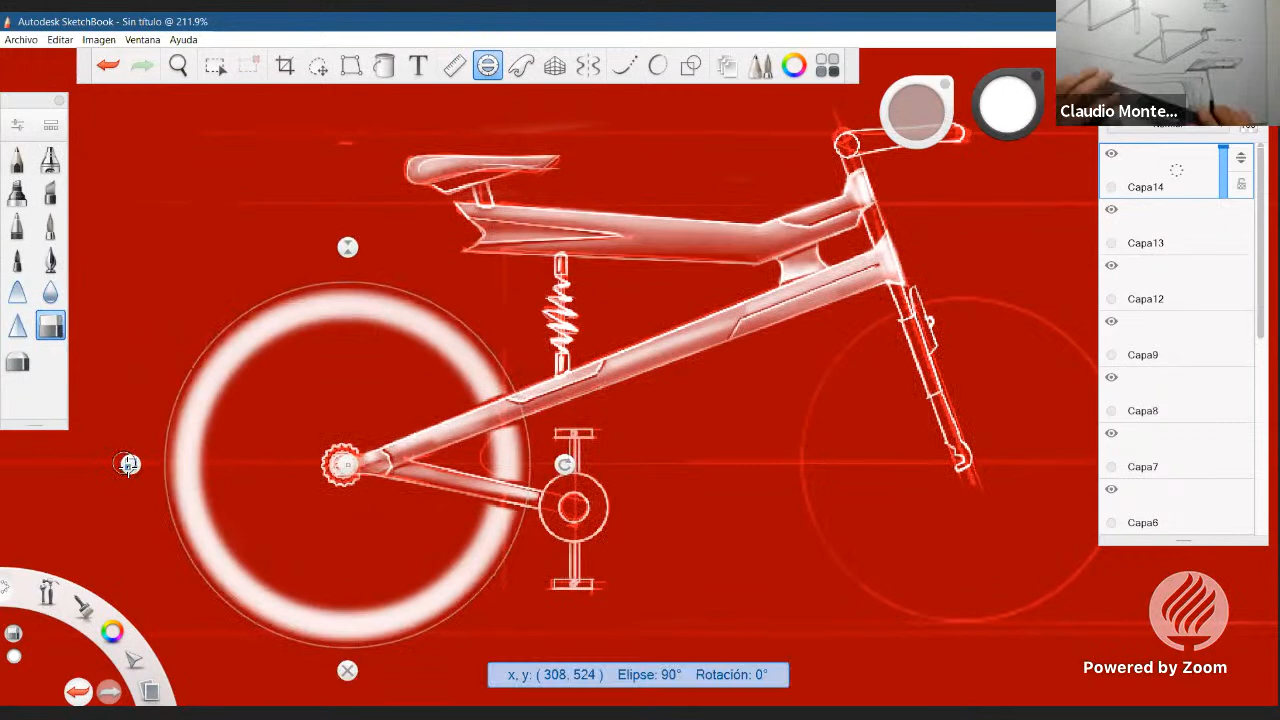 Autodesk SketchBook - Sin título @ 211.9%
Archivo Editar Imagen Ventana Ayuda
T
Claudio Monte...
Capa14
Capa13
Capa12
Capa9
Capa8
Capa7
Capa6
x, y: ( 308, 524 ) Elipse: 90° Rotación: 0°
Powered by Zoom